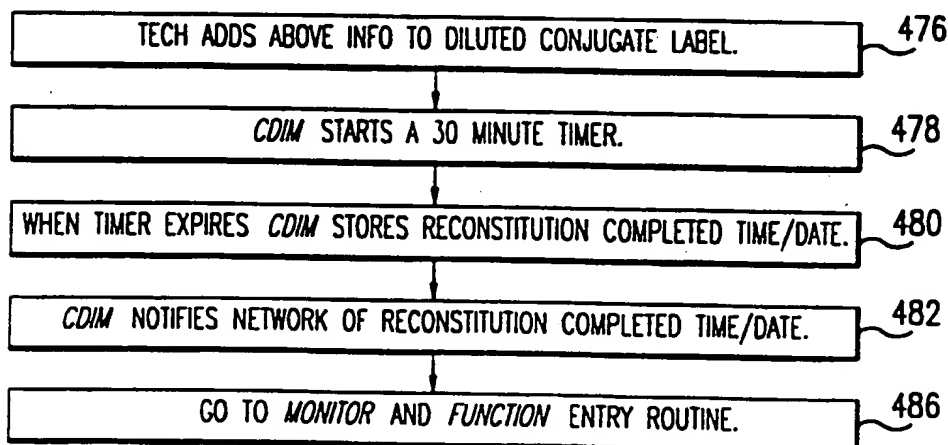 TECH ADDS ABOVE INFO TO DILUTED CONJUGATE LABEL. 476
CDIM STARTS A 30 MINUTE TIMER. 478
WHEN TIMER EXPIRES CDIM STORES RECONSTITUTION COMPLETED TIME/DATE. 480
CDIM NOTIFIES NETWORK OF RECONSTITUTION COMPLETED TIME/DATE. 482
GO TO MONITOR AND FUNCTION ENTRY ROUTINE. 486